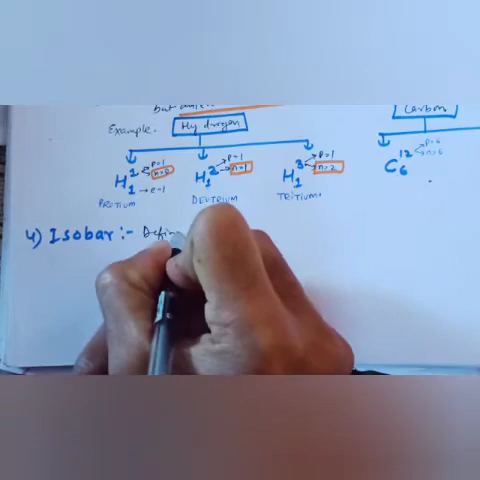 Example. Hydrogen
Carbon
H 1 1 p=1 n=0 e-1
H 2 1 p=1 n=1
H 3 1 p=1 n=2
C 12 6 p=6 n=6
PROTIUM DEUTRIUM TRITIUM.
4) Isobar :-